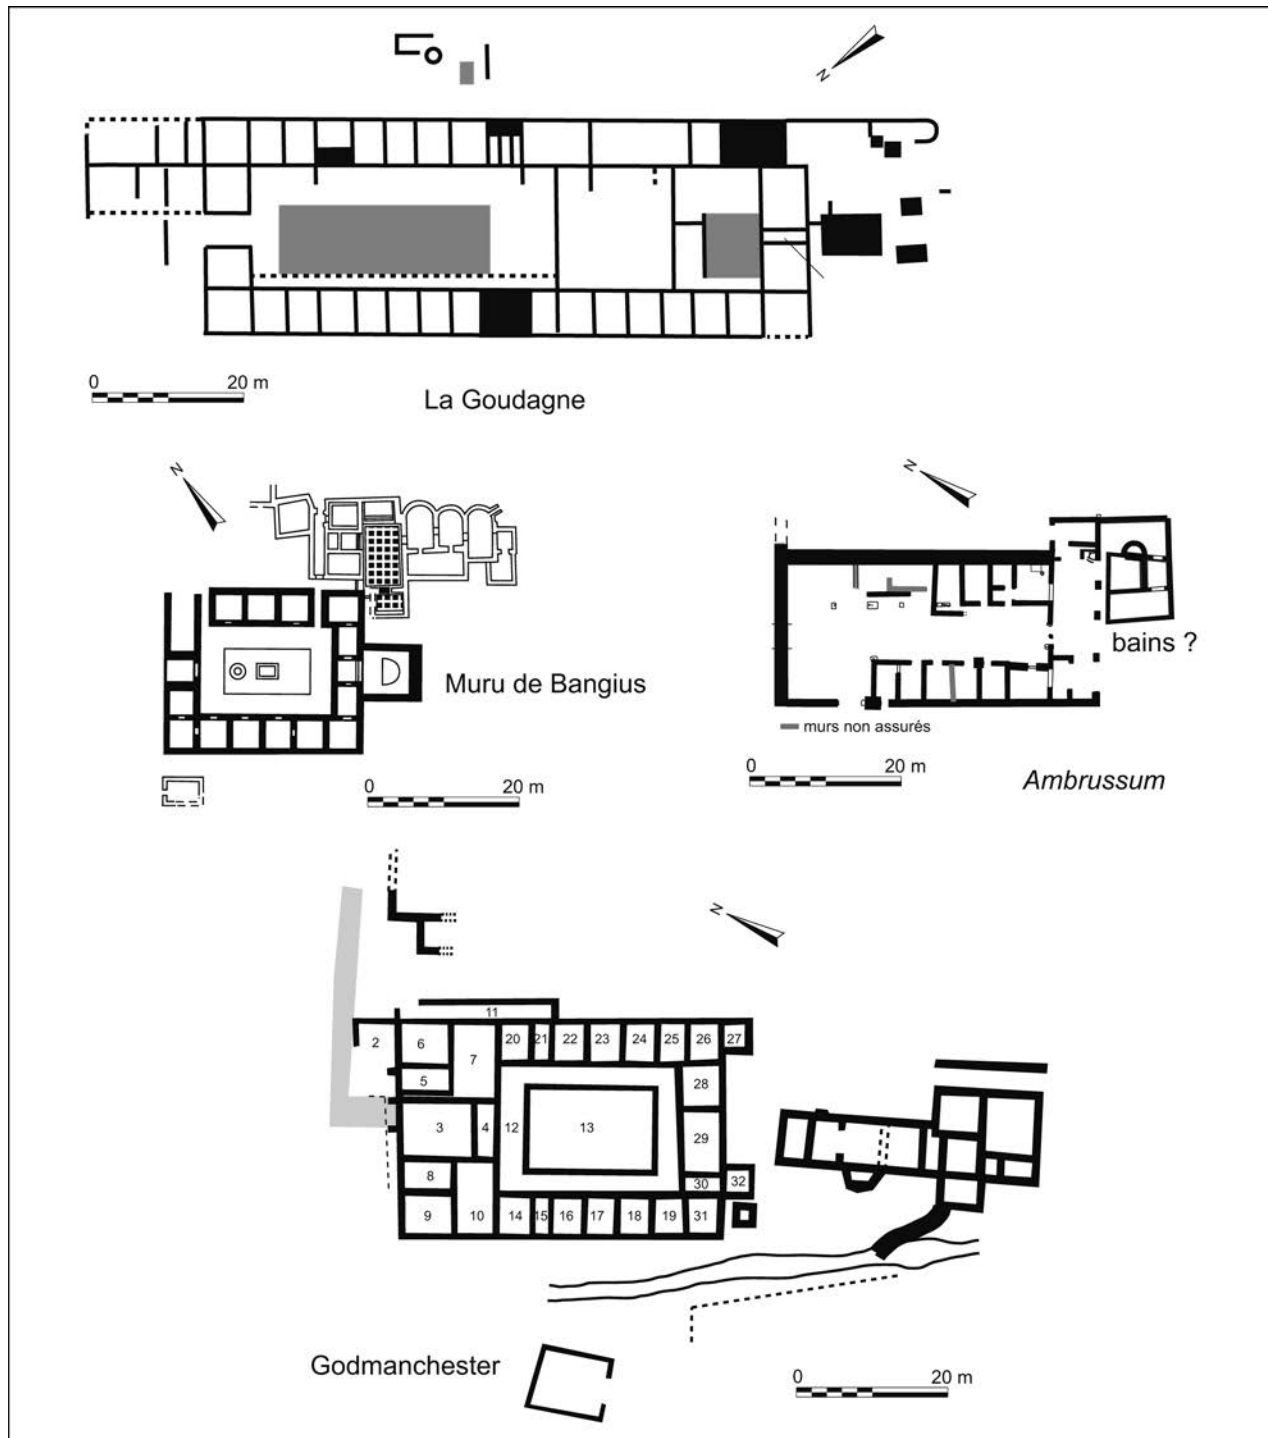 N
0 20 m
La Goudagne
N
Muru de Bangius
0 20 m
N
bains ?
murs non assurés
0 20 m
Ambrussum
N
11
2 6 7 20 21 22 23 24 25 26 27
5 28
3 4 12 13 29
8 30 32
9 10 14 15 16 17 18 19 31
Godmanchester
0 20 m